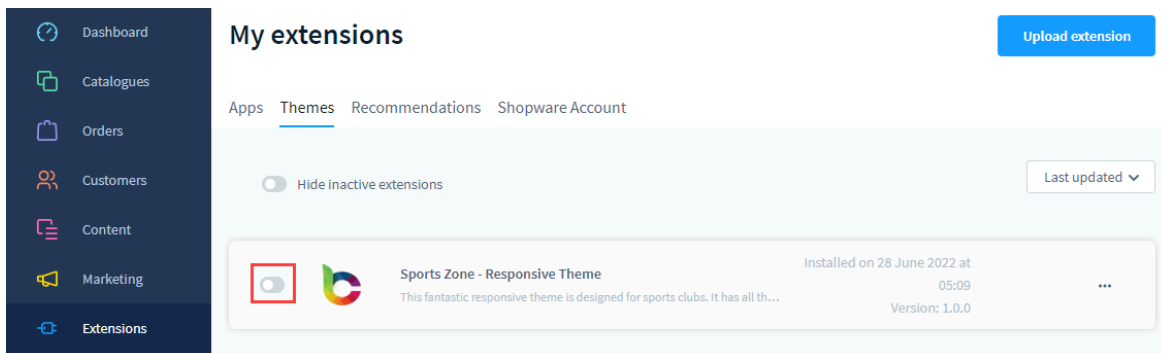 Dashboard
Catalogues
Orders
Customers
Content
Marketing
Extensions
My extensions
Upload extension
Apps Themes Recommendations Shopware Account
Hide inactive extensions
Last updated
Sports Zone - Responsive Theme
This fantastic responsive theme is designed for sports clubs. It has all th...
Installed on 28 June 2022 at
05:09
Version: 1.0.0